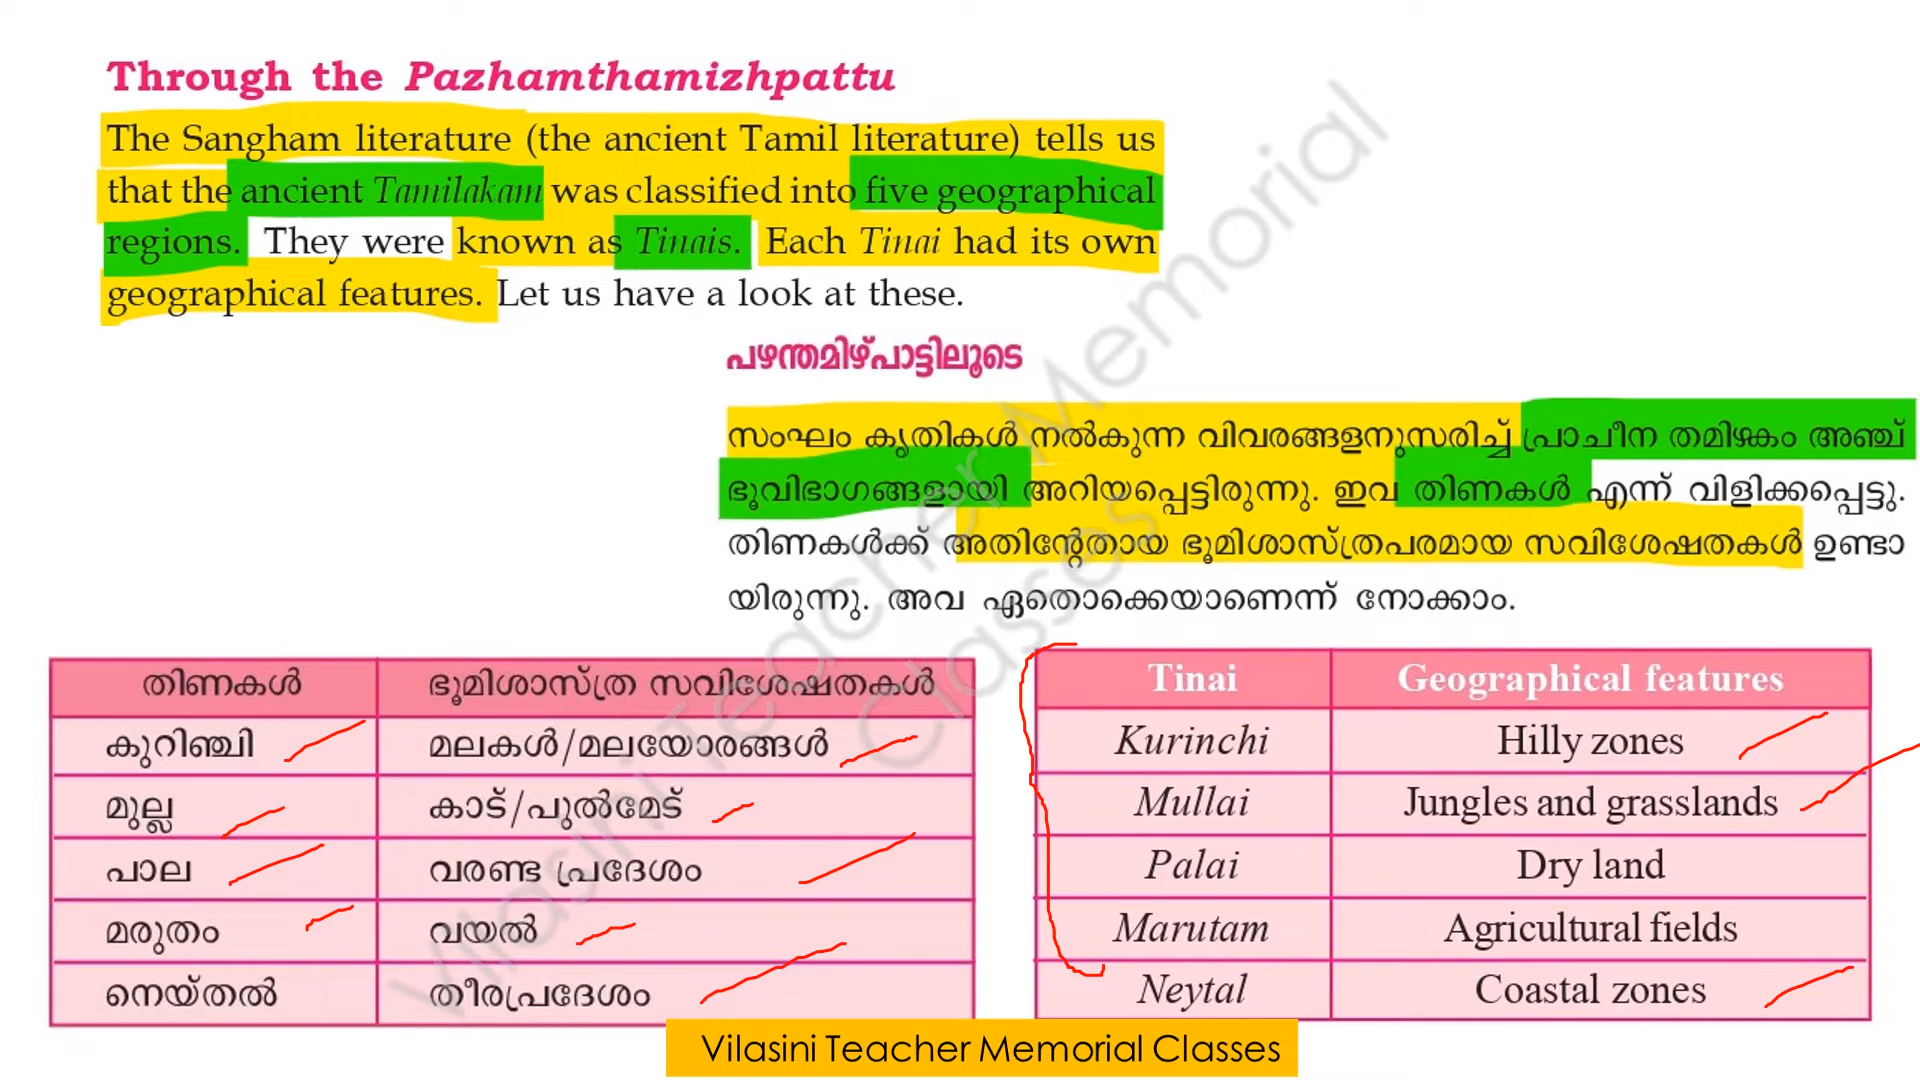 Through the Pazhamthamizhpattu
The Sangham literature (the ancient Tamil literature) tells us
that the ancient Tamilakam was classified into five geographical
regions. They were known as Tinais. Each Tinai had its own
geographical features. Let us have a look at these.
പഴന്തമിഴ്പാട്ടിലൂടെ
സംഘം കൃതികൾ നൽകുന്ന വിവരങ്ങളനുസരിച്ച് പ്രാചീന തമിഴകം അഞ്ച്
ഭൂവിഭാഗങ്ങളായി അറിയപ്പെട്ടിരുന്നു. ഇവ തിണകൾ എന്ന് വിളിക്കപ്പെട്ടു.
തിണകൾക്ക് അതിന്റേതായ ഭൂമിശാസ്ത്രപരമായ സവിശേഷതകൾ ഉണ്ടാ
യിരുന്നു. അവ ഏതൊക്കെയാണെന്ന് നോക്കാം.
തിണകൾ ഭൂമിശാസ്ത്ര സവിശേഷതകൾ
കുറിഞ്ചി മലകൾ/മലയോരങ്ങൾ
മുല്ല കാട്/പുൽമേട്
പാല വരണ്ട പ്രദേശം
മരുതം വയൽ
നെയ്തൽ തീരപ്രദേശം
Tinai Geographical features
Kurinchi Hilly zones
Mullai Jungles and grasslands
Palai Dry land
Marutam Agricultural fields
Neytal Coastal zones
Vilasini Teacher Memorial
Classes
Vilasini Teacher Memorial Classes